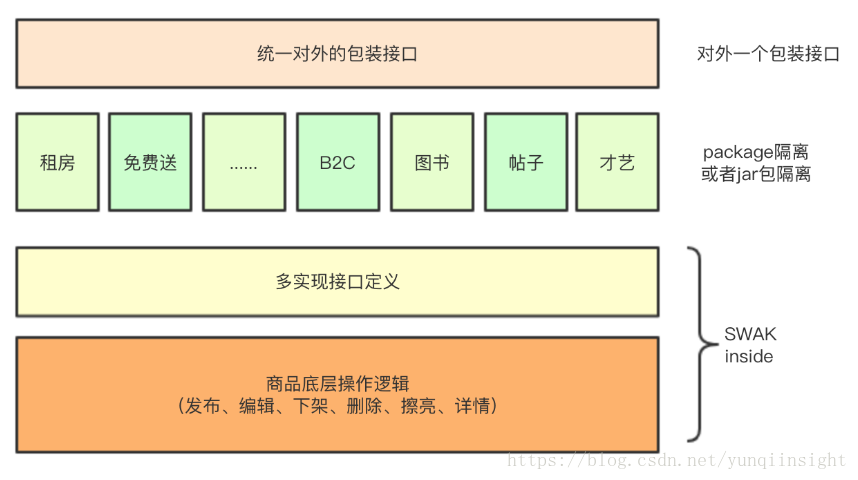 统一对外的包装接口
对外一个包装接口
租房
免费送
......
B2C
图书
帖子
才艺
package隔离
或者jar包隔离
多实现接口定义
SWAK
inside
商品底层操作逻辑
（发布、编辑、下架、删除、擦亮、详情）
https://blog.csdn.net/yunqiinsight